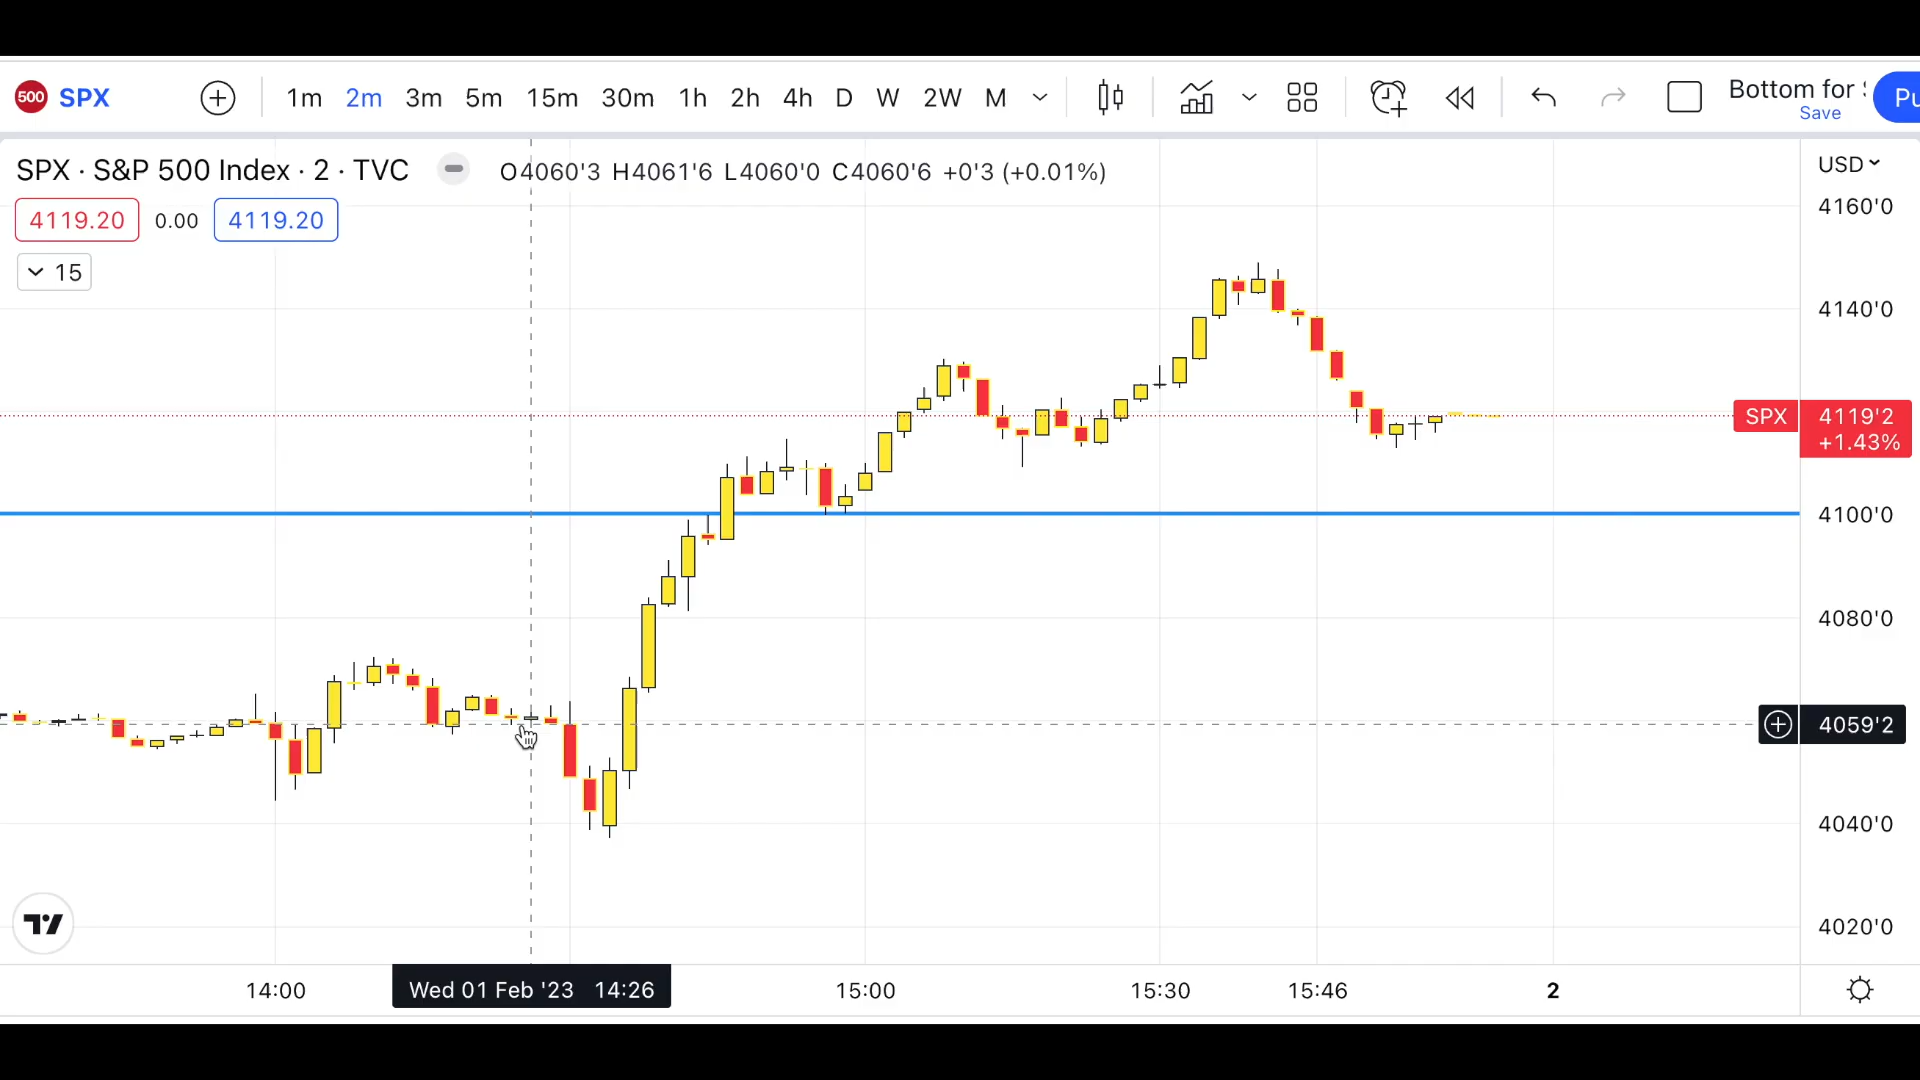 500 SPX 1m 2m 3m 5m 15m 30m 1h 2h 4h D W 2W M Bottom for
Save
Pu
SPX · S&P 500 Index · 2 · TVC O4060'3 H4061'6 L4060'0 C4060'6 +0'3 (+0.01%)
USD
4119.20 0.00 4119.20
15
4160'0
4140'0
SPX 4119'2
+1.43%
4100'0
4080'0
4059'2
4040'0
4020'0
14:00 Wed 01 Feb '23 14:26 15:00 15:30 15:46 2